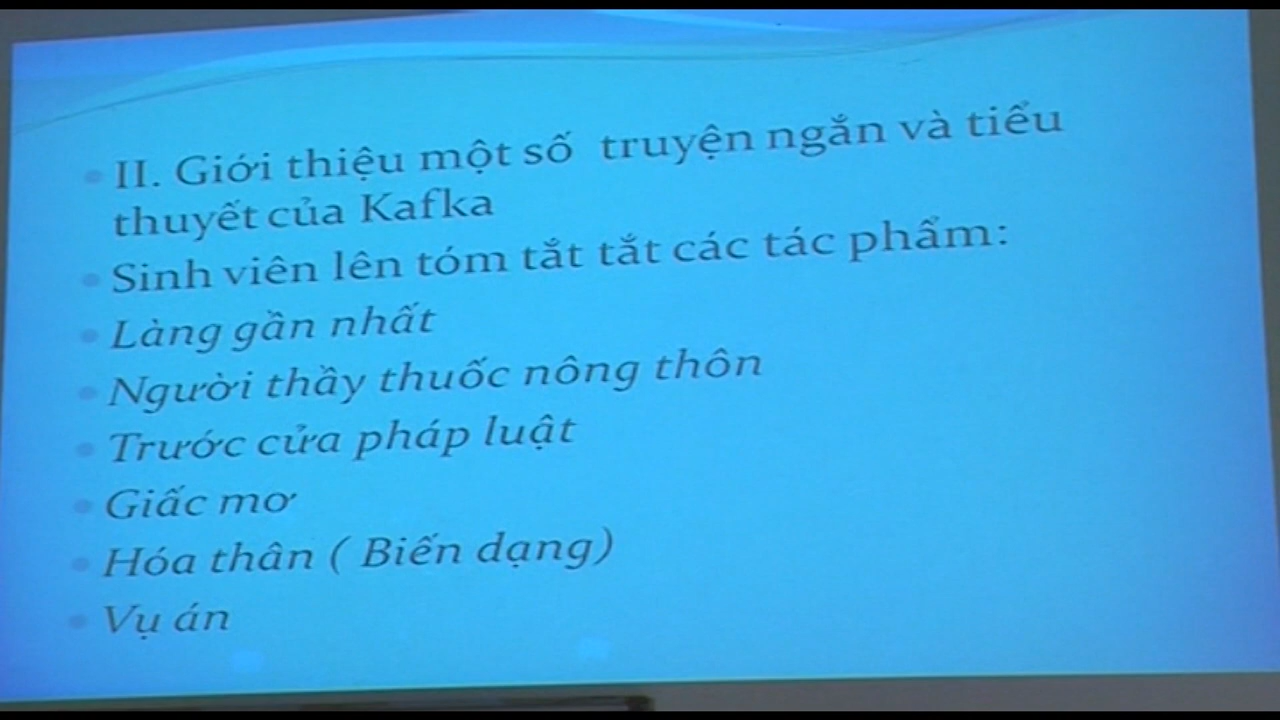 II. Giới thiệu một số truyện ngắn và tiểu
thuyết của Kafka
Sinh viên lên tóm tắt tắt các tác phẩm:
Làng gần nhất
Người thầy thuốc nông thôn
Trước cửa pháp luật
Giấc mơ
Hóa thân ( Biến dạng)
Vụ án